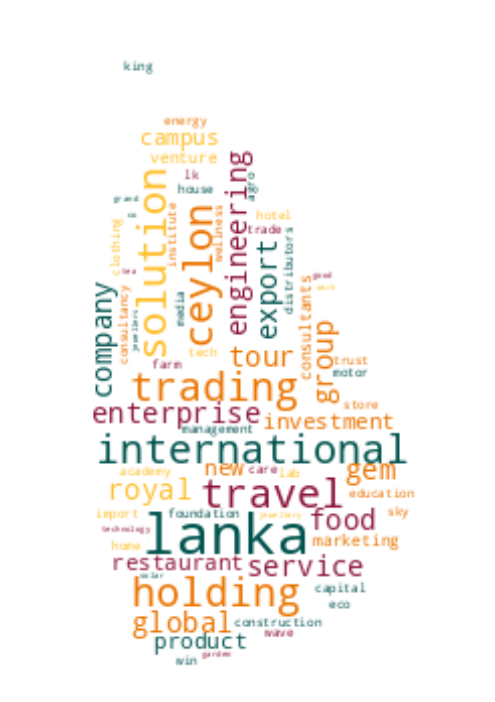 king
energy
campus
venture
lk
house
agro
engineering
grand
co
solution
institute
ceylon
wellness
hotel
trade
clothing
export
distributors
tea
good
tech
company
consultancy
jewellers
media
consultants
group
tour
farm
trust
motor
trading
store
enterprise
investment
management
international
new
care
lab
gem
academy
royal
travel
education
import
foundation
jewellery
food
sky
technology
lanka
marketing
home
restaurant
service
solar
holding
capital
eco
global
construction
wave
product
garden
win